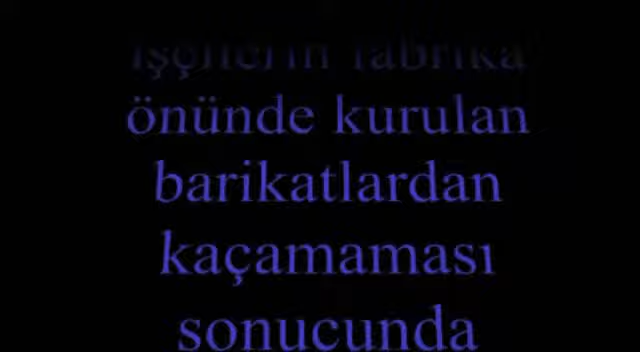 işçilerin fabrika
önünde kurulan
barikatlardan
kaçamaması
sonucunda